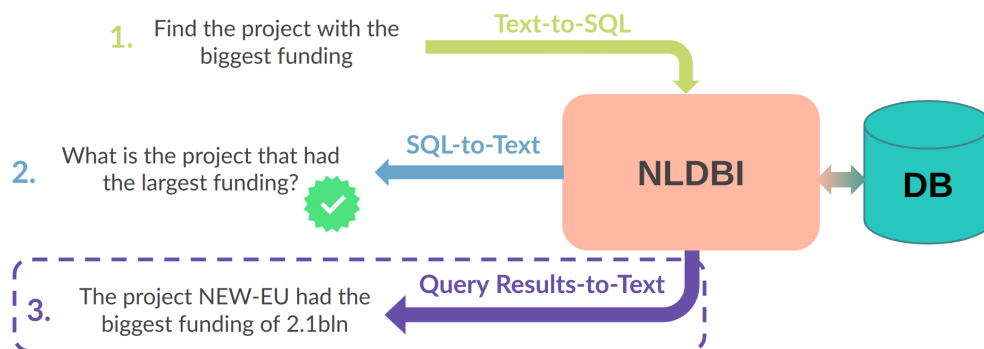 1. Find the project with the
biggest funding
Text-to-SQL
2. What is the project that had
the largest funding?
SQL-to-Text
NLDBI
DB
3. The project NEW-EU had the
biggest funding of 2.1bln
Query Results-to-Text